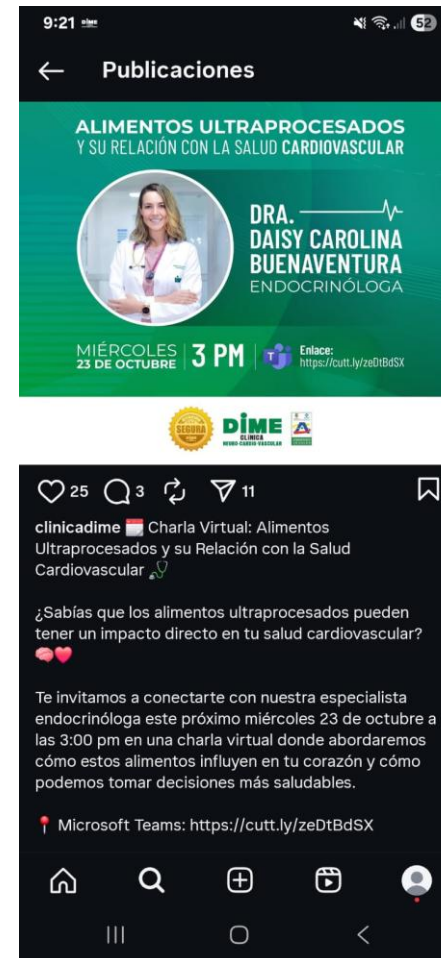 9:21 DIME
52
Publicaciones
ALIMENTOS ULTRAPROCESADOS
Y SU RELACIÓN CON LA SALUD CARDIOVASCULAR
DRA.
DAISY CAROLINA
BUENAVENTURA
ENDOCRINÓLOGA
MIÉRCOLES
23 DE OCTUBRE
3 PM
Enlace:
https://cutt.ly/zeDtBdSX
SEGURA
DIME
CLINICA
NEURO-CARDIO VASCULAR
25 3 11
clinicadime 🗓️ Charla Virtual: Alimentos
Ultraprocesados y su Relación con la Salud
Cardiovascular 🩺
¿Sabías que los alimentos ultraprocesados pueden
tener un impacto directo en tu salud cardiovascular?
🧠❤️
Te invitamos a conectarte con nuestra especialista
endocrinóloga este próximo miércoles 23 de octubre a
las 3:00 pm en una charla virtual donde abordaremos
cómo estos alimentos influyen en tu corazón y cómo
podemos tomar decisiones más saludables.
📍 Microsoft Teams: https://cutt.ly/zeDtBdSX